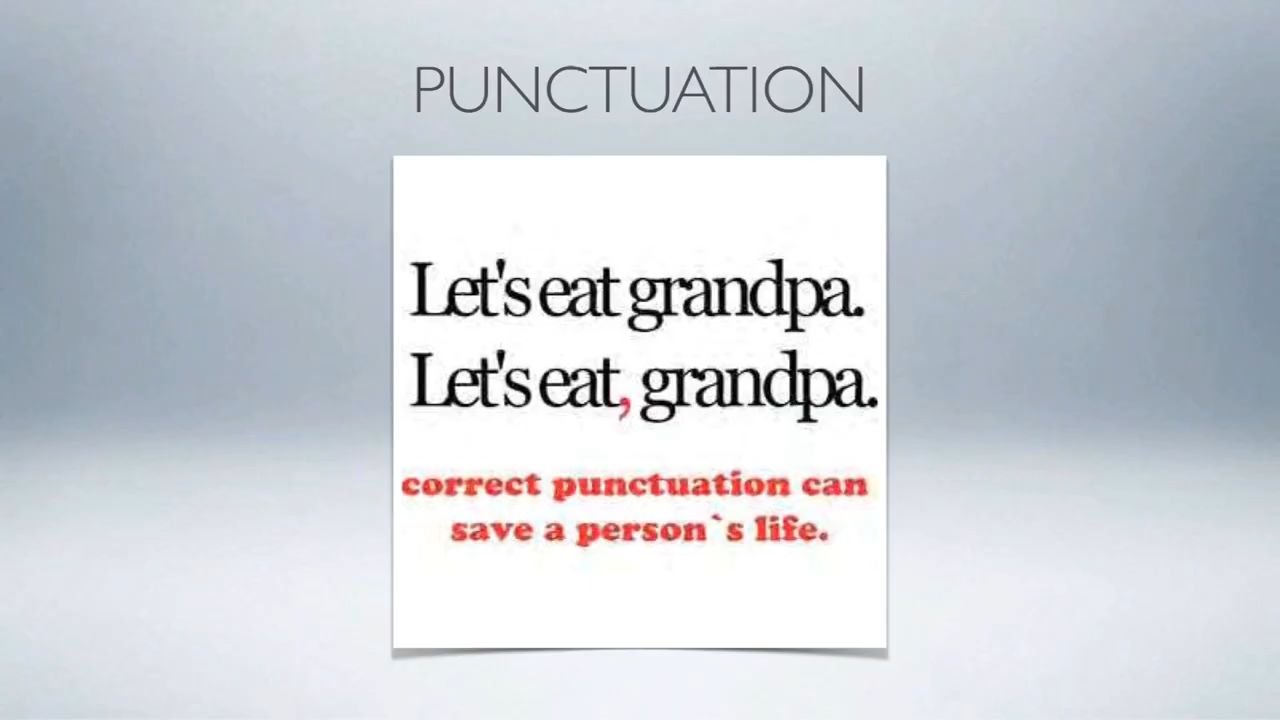 PUNCTUATION
Let's eat grandpa.
Let's eat, grandpa.
correct punctuation can
save a person`s life.